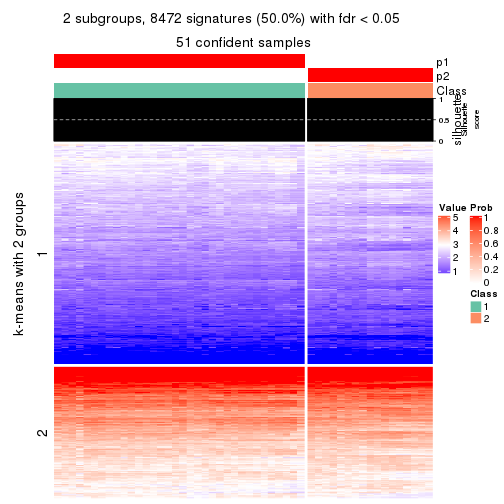 2 subgroups, 8472 signatures (50.0%) with fdr < 0.05
51 confident samples
p1
p2
Class
1
0.5
0
silhouette
Silhouette
score
k-means with 2 groups
1
2
Value
5
4
3
2
1
Prob
1
0.8
0.6
0.4
0.2
0
Class
1
2